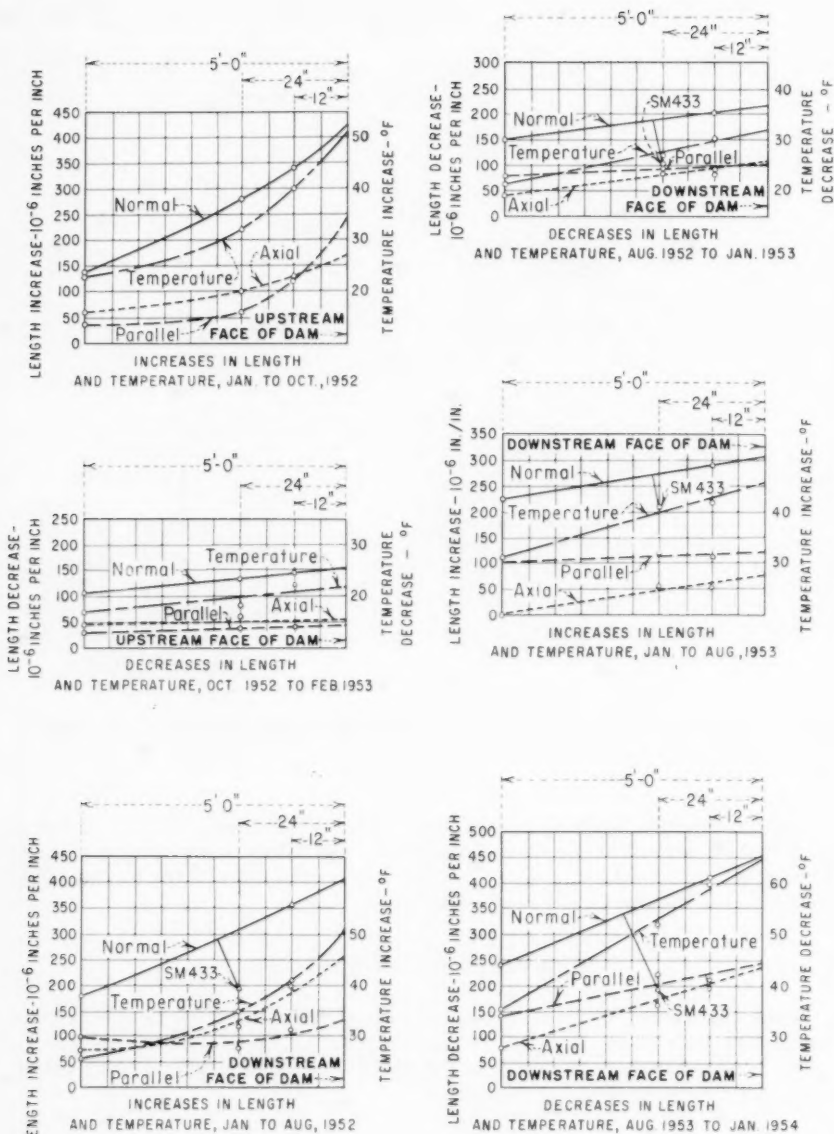 5'-0"
24"
12"
LENGTH INCREASE-10⁻⁶ INCHES PER INCH
450
400
350
300
250
200
150
100
50
0
Normal
Temperature
Axial
Parallel
UPSTREAM
FACE OF DAM
50
40
30
20
TEMPERATURE INCREASE-°F
INCREASES IN LENGTH
AND TEMPERATURE, JAN. TO OCT., 1952
5'-0"
24"
12"
LENGTH DECREASE-
10⁻⁶ INCHES PER INCH
300
250
200
150
100
50
0
Normal
SM433
Temperature
Parallel
Axial
DOWNSTREAM
FACE OF DAM
40
30
20
TEMPERATURE
DECREASE - °F
DECREASES IN LENGTH
AND TEMPERATURE, AUG. 1952 TO JAN. 1953
5'-0"
24"
12"
LENGTH DECREASE-
10⁻⁶ INCHES PER INCH
250
200
150
100
50
0
Normal
Temperature
Parallel
Axial
UPSTREAM FACE OF DAM
30
20
TEMPERATURE
DECREASE - °F
DECREASES IN LENGTH
AND TEMPERATURE, OCT. 1952 TO FEB. 1953
5'-0"
24"
12"
LENGTH INCREASE-10⁻⁶ IN./IN.
350
300
250
200
150
100
50
0
DOWNSTREAM FACE OF DAM
Normal
SM433
Temperature
Parallel
Axial
40
30
TEMPERATURE INCREASE-°F
INCREASES IN LENGTH
AND TEMPERATURE, JAN. TO AUG., 1953
5'-0"
24"
12"
LENGTH INCREASE-10⁻⁶ INCHES PER INCH
450
400
350
300
250
200
150
100
50
0
Normal
SM433
Temperature
Axial
Parallel
DOWNSTREAM
FACE OF DAM
50
40
30
TEMPERATURE INCREASE-°F
INCREASES IN LENGTH
AND TEMPERATURE, JAN. TO AUG., 1952
5'-0"
24"
12"
LENGTH DECREASE-10⁻⁶ INCHES PER INCH
500
450
400
350
300
250
200
150
100
50
0
Normal
Temperature
Parallel
SM433
Axial
DOWNSTREAM FACE OF DAM
60
50
40
30
TEMPERATURE DECREASE-°F
DECREASES IN LENGTH
AND TEMPERATURE, AUG. 1953 TO JAN. 1954